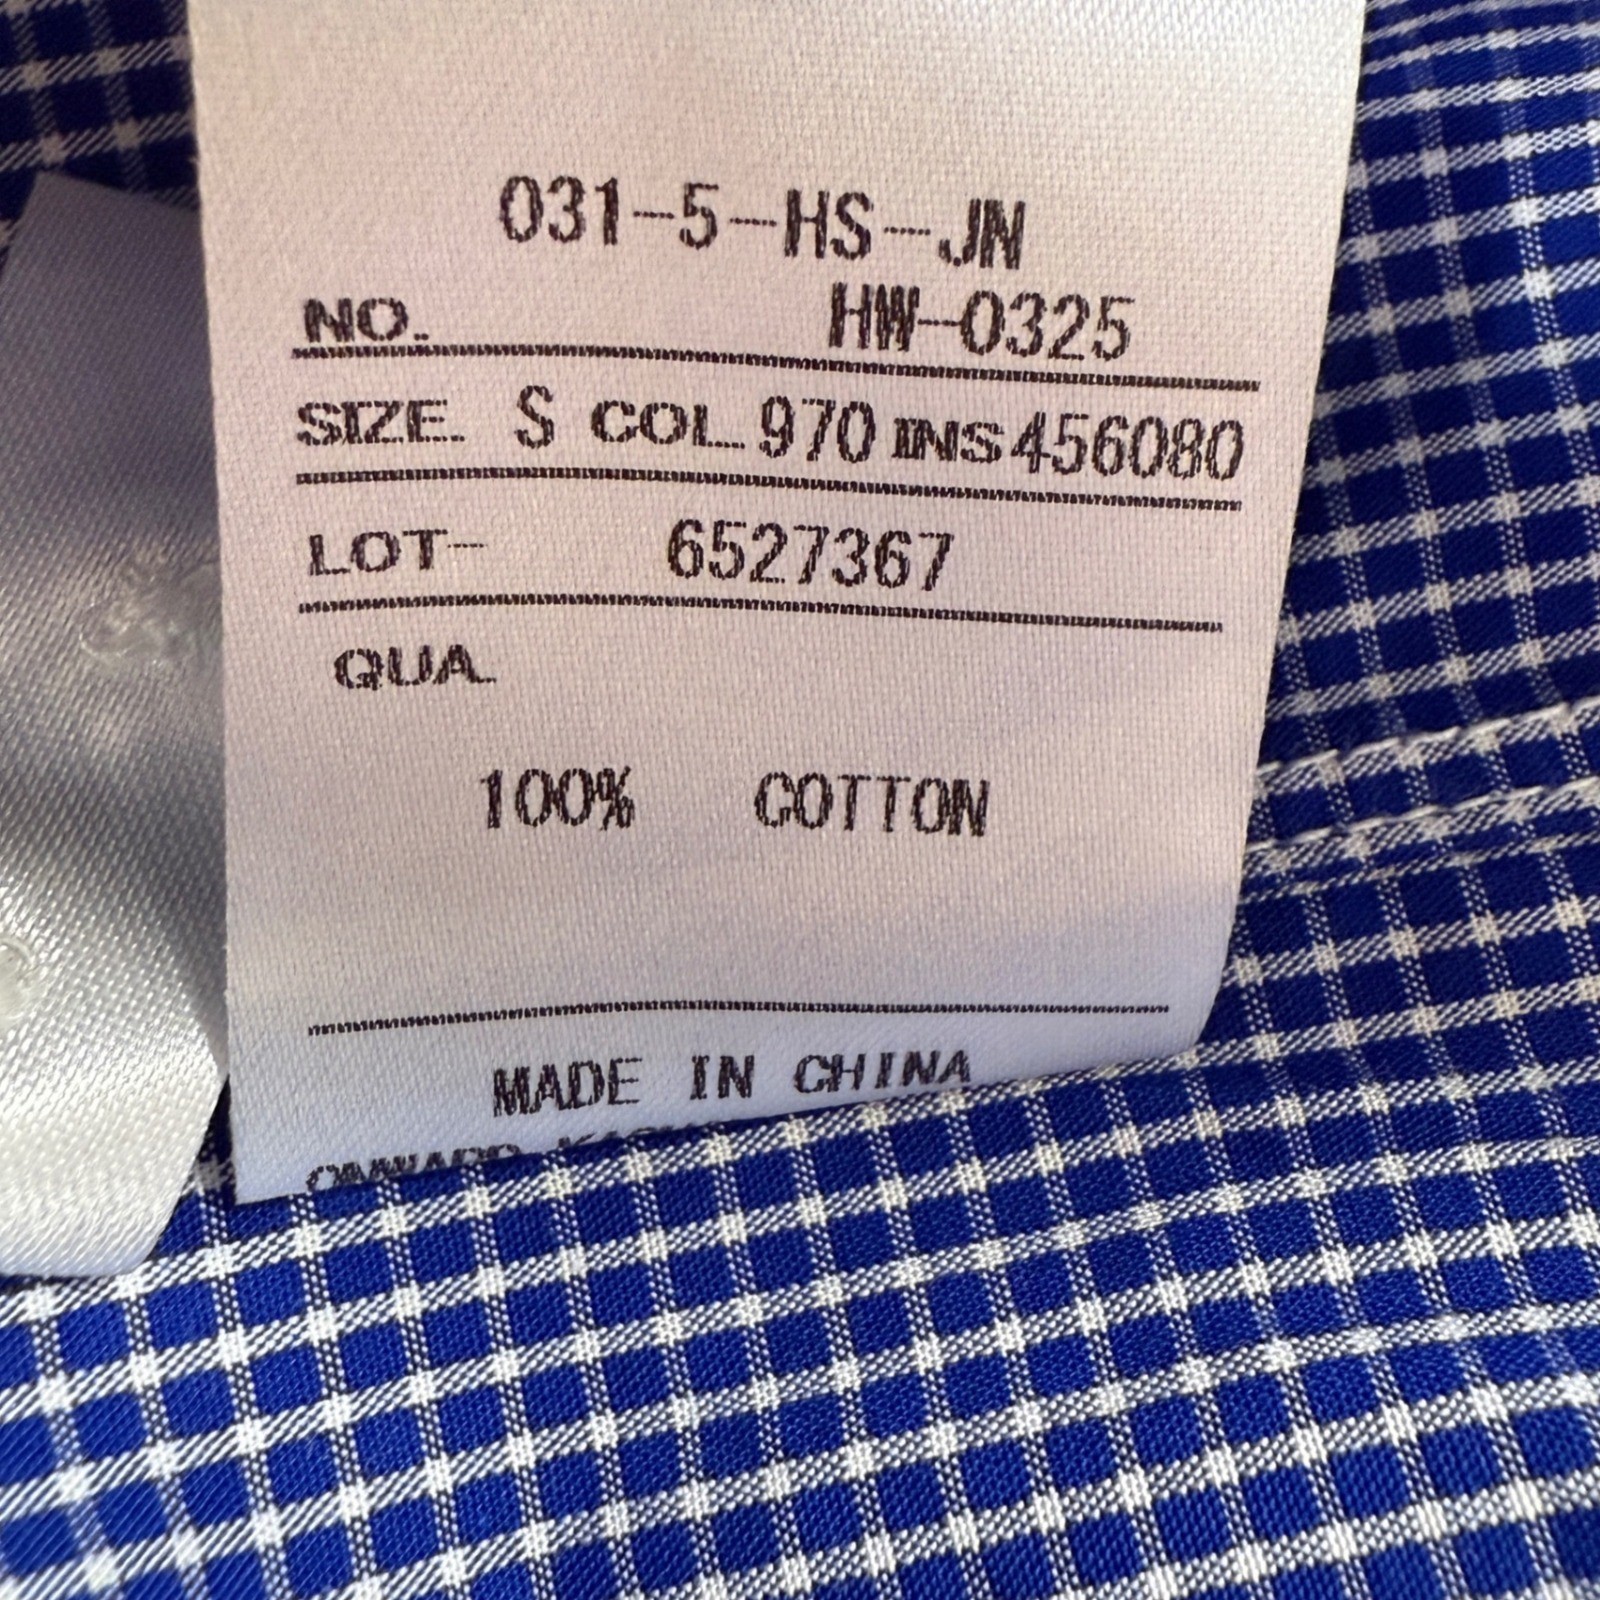 031-5-HS-JN
NO. HW-0325
SIZE. S COL. 970 INS 456080
LOT- 6527367
QUA.
100% COTTON
MADE IN CHINA
ONWARD